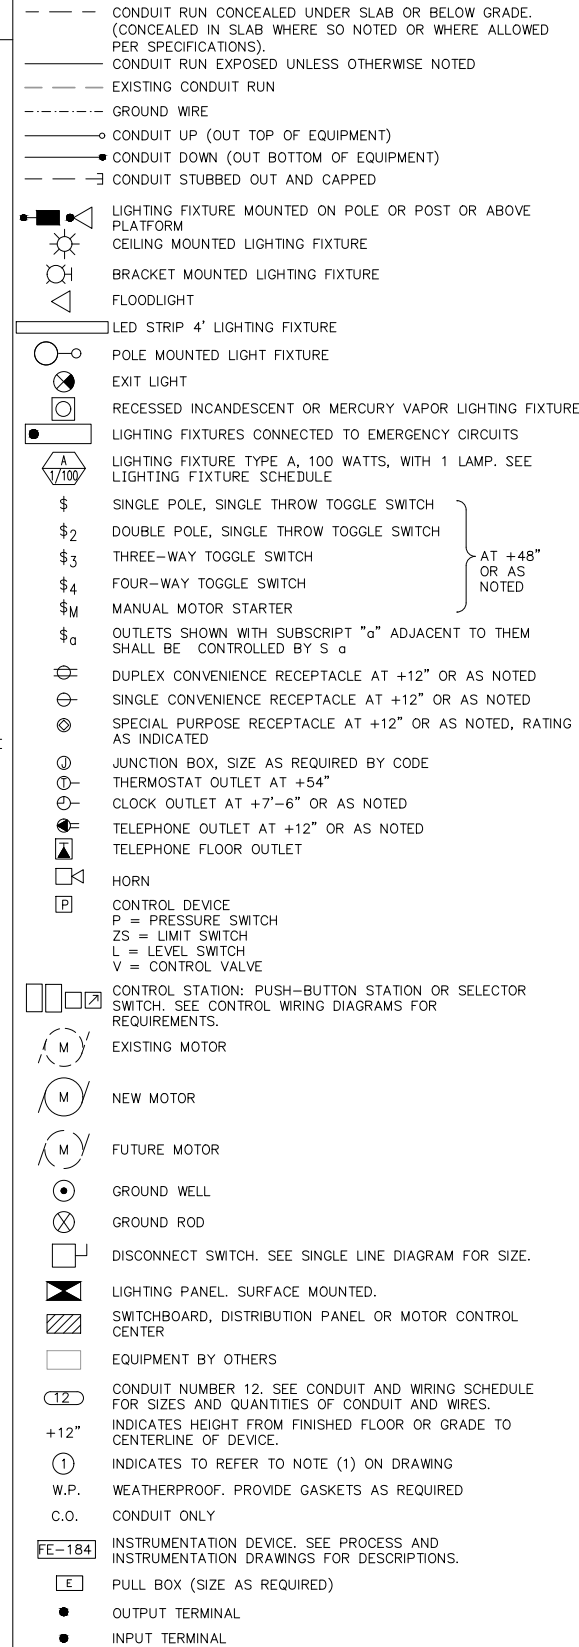 CONDUIT RUN CONCEALED UNDER SLAB OR BELOW GRADE.
(CONCEALED IN SLAB WHERE SO NOTED OR WHERE ALLOWED
PER SPECIFICATIONS).
CONDUIT RUN EXPOSED UNLESS OTHERWISE NOTED
EXISTING CONDUIT RUN
GROUND WIRE
CONDUIT UP (OUT TOP OF EQUIPMENT)
CONDUIT DOWN (OUT BOTTOM OF EQUIPMENT)
CONDUIT STUBBED OUT AND CAPPED
LIGHTING FIXTURE MOUNTED ON POLE OR POST OR ABOVE
PLATFORM
CEILING MOUNTED LIGHTING FIXTURE
BRACKET MOUNTED LIGHTING FIXTURE
FLOODLIGHT
LED STRIP 4' LIGHTING FIXTURE
POLE MOUNTED LIGHT FIXTURE
EXIT LIGHT
RECESSED INCANDESCENT OR MERCURY VAPOR LIGHTING FIXTURE
LIGHTING FIXTURES CONNECTED TO EMERGENCY CIRCUITS
A
1/100
LIGHTING FIXTURE TYPE A, 100 WATTS, WITH 1 LAMP. SEE
LIGHTING FIXTURE SCHEDULE
$ SINGLE POLE, SINGLE THROW TOGGLE SWITCH
$2 DOUBLE POLE, SINGLE THROW TOGGLE SWITCH
$3 THREE-WAY TOGGLE SWITCH
$4 FOUR-WAY TOGGLE SWITCH
$M MANUAL MOTOR STARTER
AT +48"
OR AS
NOTED
$a OUTLETS SHOWN WITH SUBSCRIPT "a" ADJACENT TO THEM
SHALL BE CONTROLLED BY S a
DUPLEX CONVENIENCE RECEPTACLE AT +12" OR AS NOTED
SINGLE CONVENIENCE RECEPTACLE AT +12" OR AS NOTED
SPECIAL PURPOSE RECEPTACLE AT +12" OR AS NOTED, RATING
AS INDICATED
J JUNCTION BOX, SIZE AS REQUIRED BY CODE
T THERMOSTAT OUTLET AT +54"
CLOCK OUTLET AT +7'-6" OR AS NOTED
TELEPHONE OUTLET AT +12" OR AS NOTED
TELEPHONE FLOOR OUTLET
HORN
P CONTROL DEVICE
P = PRESSURE SWITCH
ZS = LIMIT SWITCH
L = LEVEL SWITCH
V = CONTROL VALVE
CONTROL STATION: PUSH-BUTTON STATION OR SELECTOR
SWITCH. SEE CONTROL WIRING DIAGRAMS FOR
REQUIREMENTS.
M EXISTING MOTOR
M NEW MOTOR
M FUTURE MOTOR
GROUND WELL
GROUND ROD
DISCONNECT SWITCH. SEE SINGLE LINE DIAGRAM FOR SIZE.
LIGHTING PANEL. SURFACE MOUNTED.
SWITCHBOARD, DISTRIBUTION PANEL OR MOTOR CONTROL
CENTER
EQUIPMENT BY OTHERS
12 CONDUIT NUMBER 12. SEE CONDUIT AND WIRING SCHEDULE
FOR SIZES AND QUANTITIES OF CONDUIT AND WIRES.
+12" INDICATES HEIGHT FROM FINISHED FLOOR OR GRADE TO
CENTERLINE OF DEVICE.
1 INDICATES TO REFER TO NOTE (1) ON DRAWING
W.P. WEATHERPROOF. PROVIDE GASKETS AS REQUIRED
C.O. CONDUIT ONLY
FE-184 INSTRUMENTATION DEVICE. SEE PROCESS AND
INSTRUMENTATION DRAWINGS FOR DESCRIPTIONS.
E PULL BOX (SIZE AS REQUIRED)
OUTPUT TERMINAL
INPUT TERMINAL